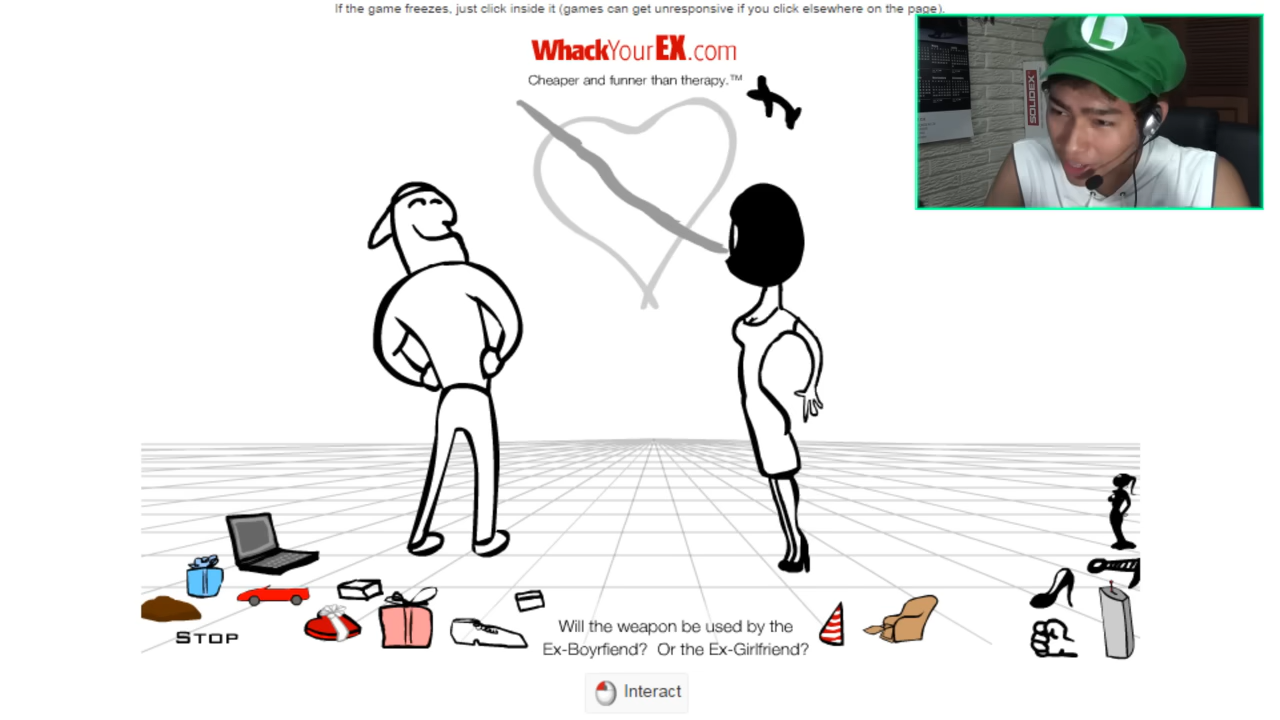 If the game freezes, just click inside it (games can get unresponsive if you click elsewhere on the page).
WhackYourEX.com
Cheaper and funner than therapy.™
L
SOLIDEX
STOP
Will the weapon be used by the
Ex-Boyrfiend? Or the Ex-Girlfriend?
Interact